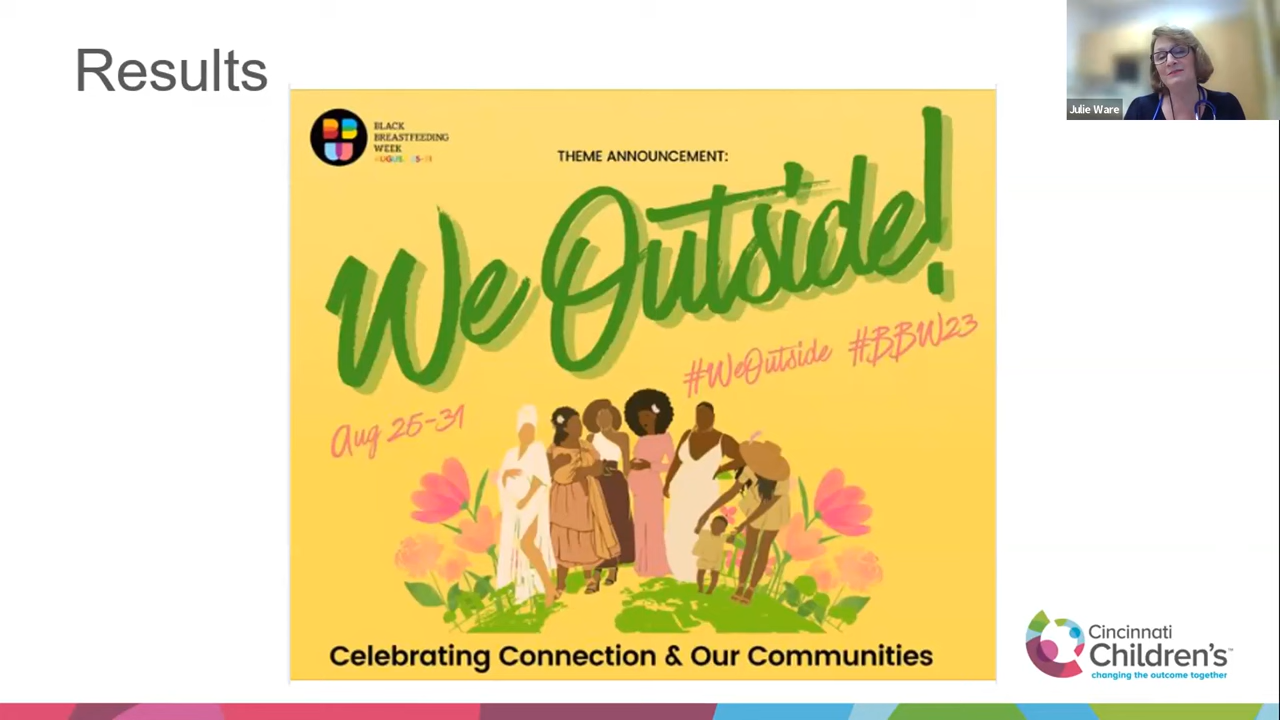 Results
Julie Ware
BLACK
BREASTFEEDING
WEEK
THEME ANNOUNCEMENT:
We Outside!
#WeOutside #BBW23
Aug 25-31
Celebrating Connection & Our Communities
Cincinnati
Children's™
changing the outcome together